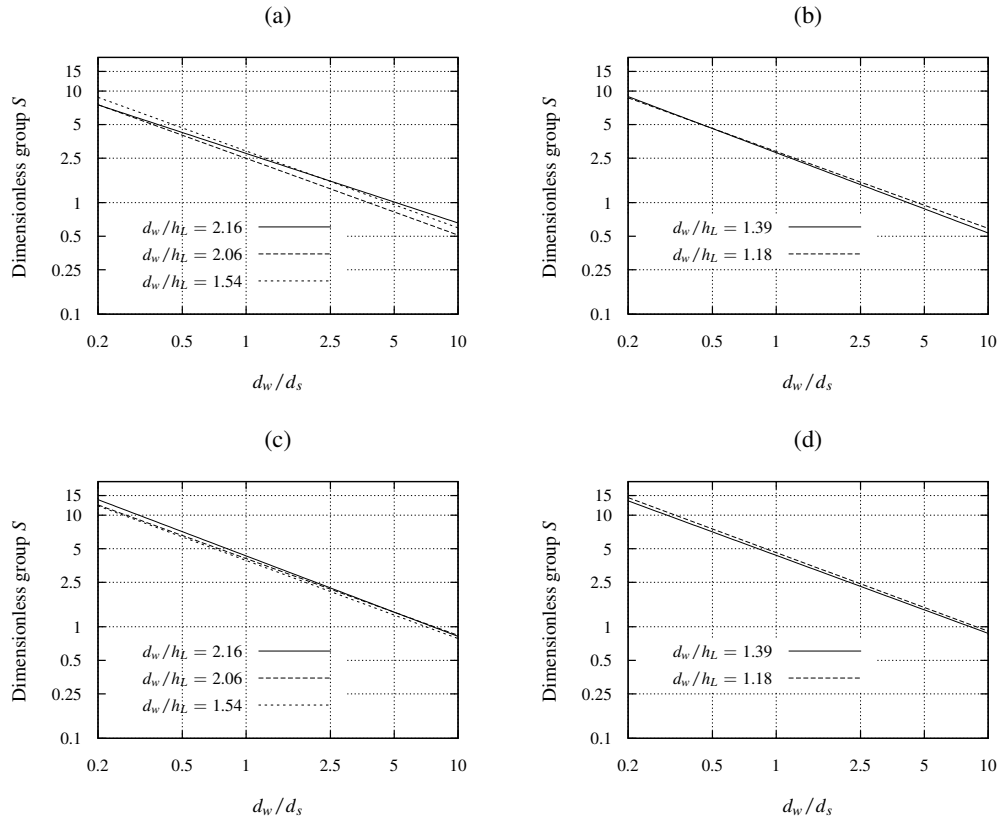 (a)
Dimensionless group S
15
10
5
2.5
1
0.5
0.25
0.1
d_w/h_L = 2.16
d_w/h_L = 2.06
d_w/h_L = 1.54
0.2 0.5 1 2.5 5 10
d_w/d_s
(b)
Dimensionless group S
15
10
5
2.5
1
0.5
0.25
0.1
d_w/h_L = 1.39
d_w/h_L = 1.18
0.2 0.5 1 2.5 5 10
d_w/d_s
(c)
Dimensionless group S
15
10
5
2.5
1
0.5
0.25
0.1
d_w/h_L = 2.16
d_w/h_L = 2.06
d_w/h_L = 1.54
0.2 0.5 1 2.5 5 10
d_w/d_s
(d)
Dimensionless group S
15
10
5
2.5
1
0.5
0.25
0.1
d_w/h_L = 1.39
d_w/h_L = 1.18
0.2 0.5 1 2.5 5 10
d_w/d_s